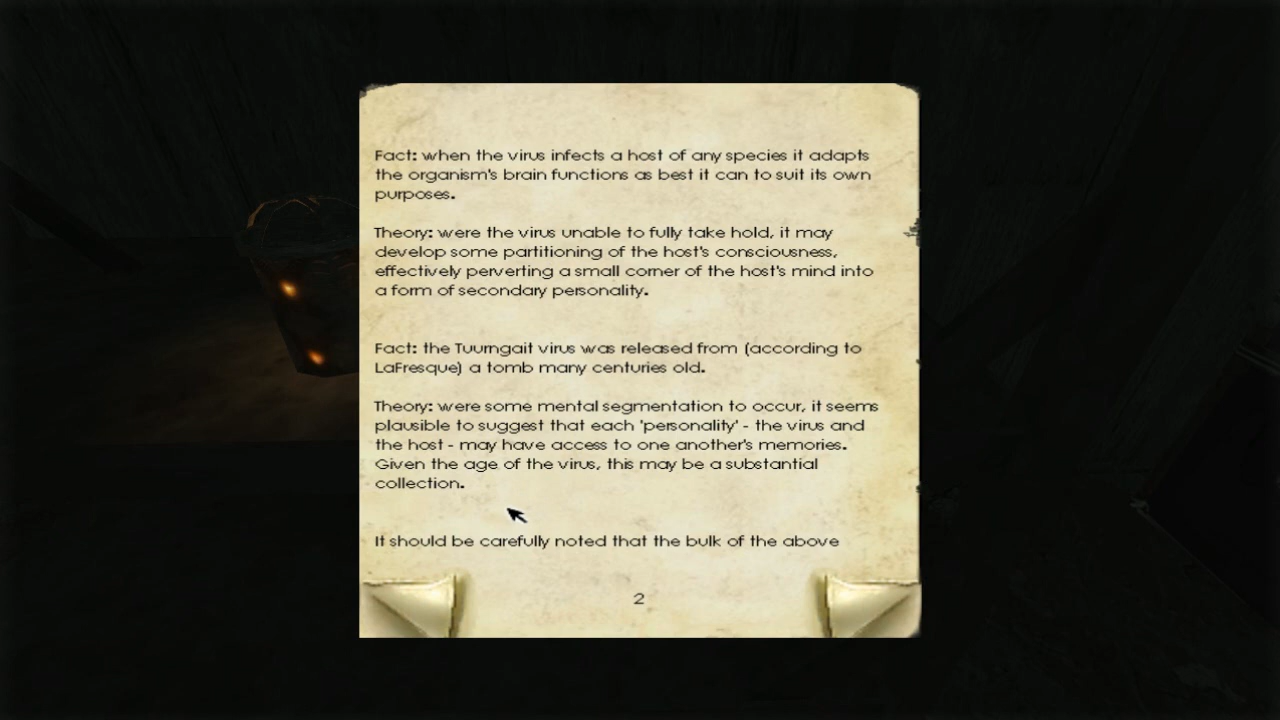 Fact: when the virus infects a host of any species it adapts
the organism's brain functions as best it can to suit its own
purposes.
Theory: were the virus unable to fully take hold, it may
develop some partitioning of the host's consciousness,
effectively perverting a small corner of the host's mind into
a form of secondary personality.
Fact: the Tuurngait virus was released from (according to
LaFresque) a tomb many centuries old.
Theory: were some mental segmentation to occur, it seems
plausible to suggest that each 'personality' - the virus and
the host - may have access to one another's memories.
Given the age of the virus, this may be a substantial
collection.
It should be carefully noted that the bulk of the above
2